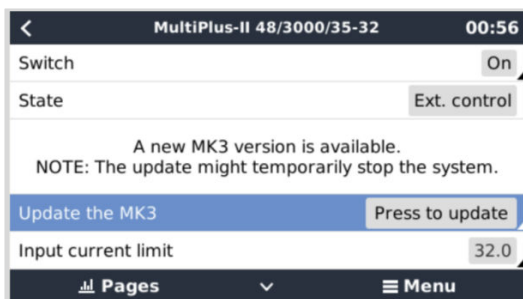 MultiPlus-II 48/3000/35-32 00:56
Switch On
State Ext. control
A new MK3 version is available.
NOTE: The update might temporarily stop the system.
Update the MK3 Press to update
Input current limit 32.0
Pages Menu